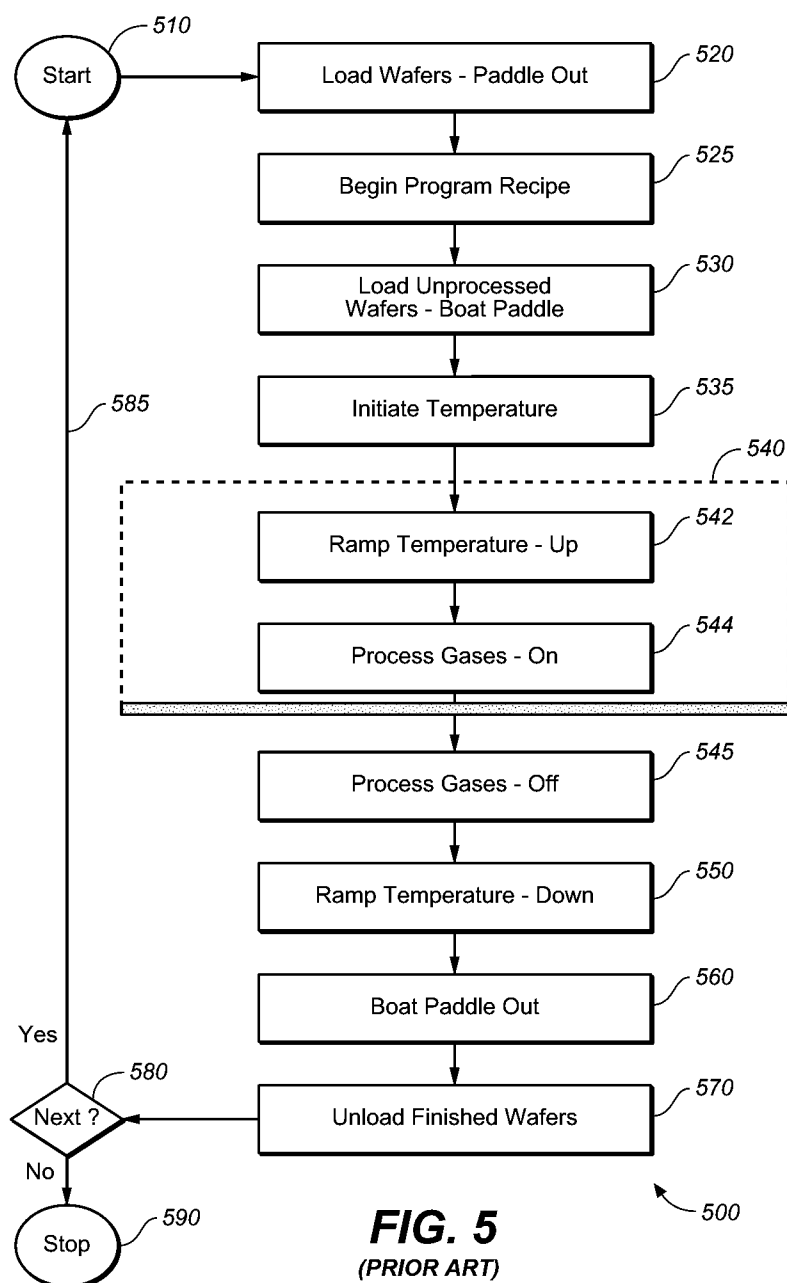 510
Start
Load Wafers - Paddle Out
520
Begin Program Recipe
525
Load Unprocessed
Wafers - Boat Paddle
530
Initiate Temperature
535
585
540
Ramp Temperature - Up
542
Process Gases - On
544
Process Gases - Off
545
Ramp Temperature - Down
550
Boat Paddle Out
560
Yes
580
Next ?
Unload Finished Wafers
570
No
590
Stop
500
FIG. 5
(PRIOR ART)